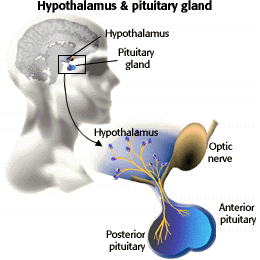 Hypothalamus & pituitary gland
Hypothalamus
Pituitary
gland
Hypothalamus
Optic
nerve
Anterior
pituitary
Posterior
pituitary